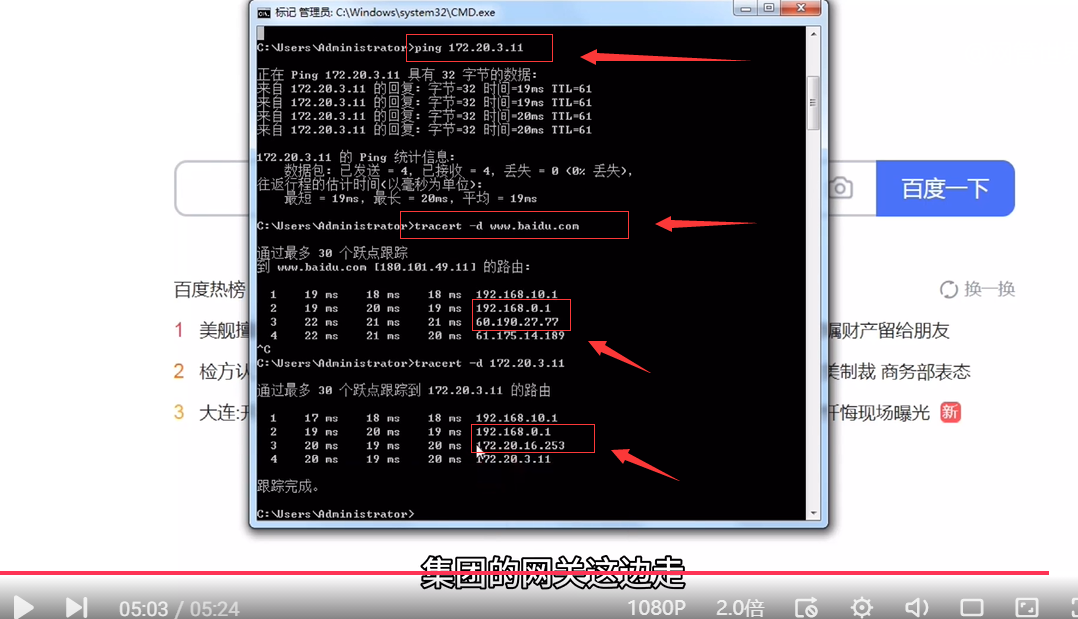 标记 管理员: C:\Windows\system32\CMD.exe
C:\Users\Administrator>ping 172.20.3.11
正在 Ping 172.20.3.11 具有 32 字节的数据:
来自 172.20.3.11 的回复: 字节=32 时间=19ms TTL=61
来自 172.20.3.11 的回复: 字节=32 时间=19ms TTL=61
来自 172.20.3.11 的回复: 字节=32 时间=20ms TTL=61
来自 172.20.3.11 的回复: 字节=32 时间=20ms TTL=61
172.20.3.11 的 Ping 统计信息:
数据包: 已发送 = 4，已接收 = 4，丢失 = 0 (0% 丢失)，
往返行程的估计时间(以毫秒为单位):
最短 = 19ms，最长 = 20ms，平均 = 19ms
C:\Users\Administrator>tracert -d www.baidu.com
通过最多 30 个跃点跟踪
到 www.baidu.com [180.101.49.11] 的路由:
1 19 ms 18 ms 18 ms 192.168.10.1
2 19 ms 20 ms 19 ms 192.168.0.1
3 22 ms 21 ms 21 ms 60.190.27.77
4 22 ms 21 ms 20 ms 61.175.14.189
^C
C:\Users\Administrator>tracert -d 172.20.3.11
通过最多 30 个跃点跟踪到 172.20.3.11 的路由
1 17 ms 18 ms 18 ms 192.168.10.1
2 19 ms 20 ms 19 ms 192.168.0.1
3 20 ms 19 ms 20 ms 172.20.16.253
4 20 ms 19 ms 20 ms 172.20.3.11
跟踪完成。
C:\Users\Administrator>
百度一下
百度热榜
换一换
1 美舰
属财产留给朋友
2 检方认
美制裁 商务部表态
3 大连:
忏悔现场曝光 新
集团的网关这边走
05:03 / 05:24
1080P 2.0倍